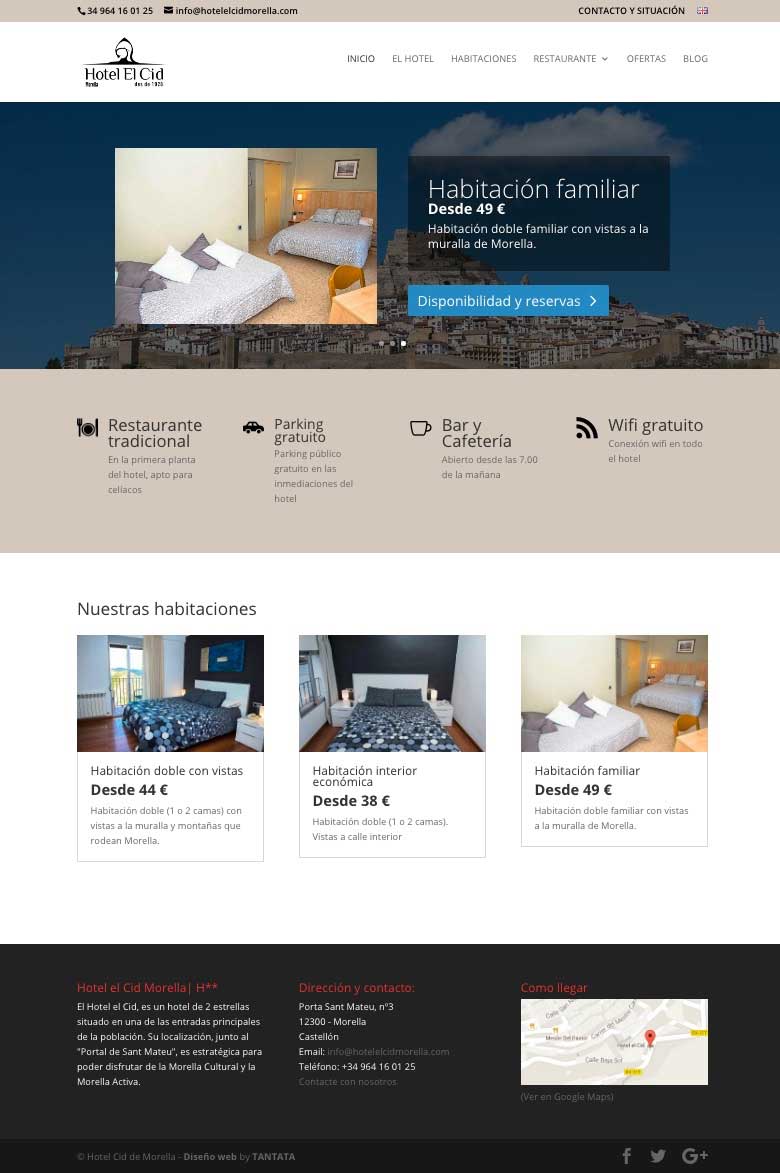 34 964 16 01 25 info@hotelelcidmorella.com CONTACTO Y SITUACIÓN
Hotel El Cid
Morella des de 1928
INICIO EL HOTEL HABITACIONES RESTAURANTE OFERTAS BLOG
Habitación familiar
Desde 49 €
Habitación doble familiar con vistas a la
muralla de Morella.
Disponibilidad y reservas
Restaurante
tradicional
En la primera planta
del hotel, apto para
celíacos
Parking
gratuito
Parking público
gratuito en las
inmediaciones del
hotel
Bar y
Cafetería
Abierto desde las 7.00
de la mañana
Wifi gratuito
Conexión wifi en todo
el hotel
Nuestras habitaciones
Habitación doble con vistas
Desde 44 €
Habitación doble (1 o 2 camas) con
vistas a la muralla y montañas que
rodean Morella.
Habitación interior
económica
Desde 38 €
Habitación doble (1 o 2 camas).
Vistas a calle interior
Habitación familiar
Desde 49 €
Habitación doble familiar con vistas
a la muralla de Morella.
Hotel el Cid Morella| H**
El Hotel el Cid, es un hotel de 2 estrellas
situado en una de las entradas principales
de la población. Su localización, junto al
"Portal de Sant Mateu", es estratégica para
poder disfrutar de la Morella Cultural y la
Morella Activa.
Dirección y contacto:
Porta Sant Mateu, nº3
12300 - Morella
Castellón
Email: info@hotelelcidmorella.com
Teléfono: +34 964 16 01 25
Contacte con nosotros
Como llegar
Hotel el Cid
Calle Baja Sol
(Ver en Google Maps)
© Hotel Cid de Morella - Diseño web by TANTATA